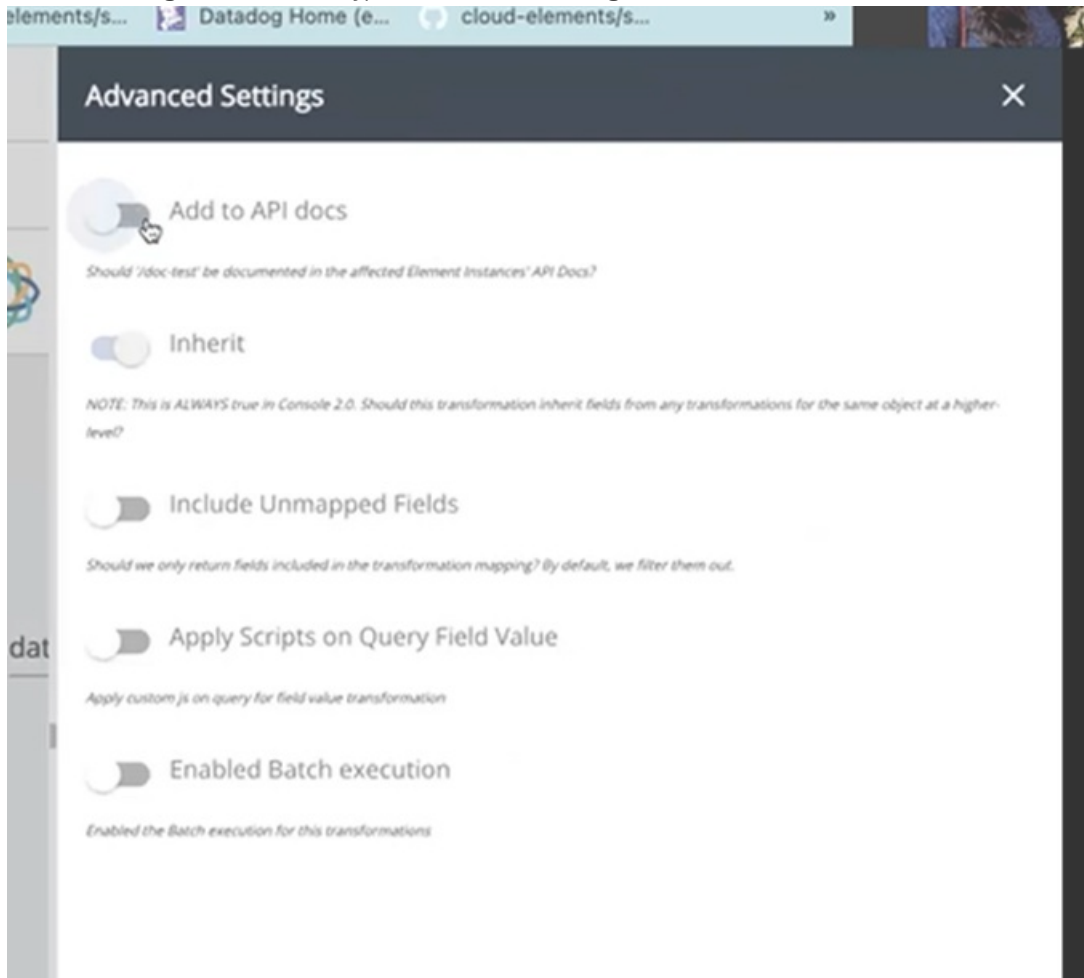 elements/s...
Datadog Home (e...
cloud-elements/s...
»
Advanced Settings
Add to API docs
Should '/doc-test' be documented in the affected Element Instances' API Docs?
Inherit
NOTE: This is ALWAYS true in Console 2.0. Should this transformation inherit fields from any transformations for the same object at a higher-
level?
Include Unmapped Fields
Should we only return fields included in the transformation mapping? By default, we filter them out.
dat
Apply Scripts on Query Field Value
Apply custom js on query for field value transformation
Enabled Batch execution
Enabled the Batch execution for this transformations